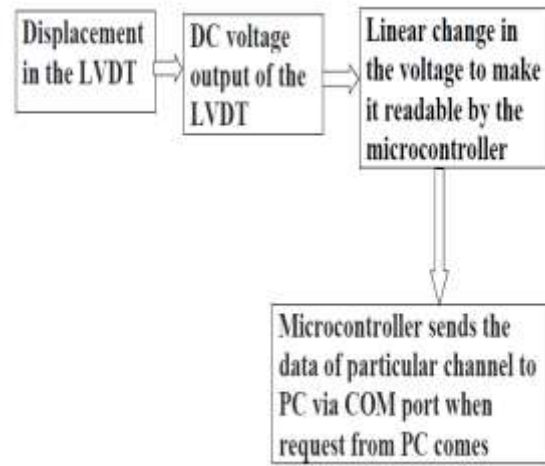 Displacement
in the LVDT
DC voltage
output of the
LVDT
Linear change in
the voltage to make
it readable by the
microcontroller
Microcontroller sends the
data of particular channel to
PC via COM port when
request from PC comes